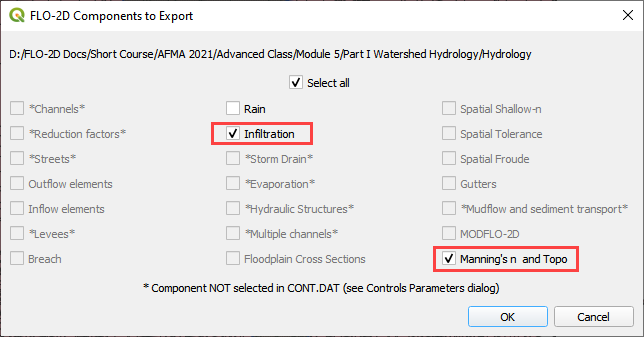 FLO-2D Components to Export
D:/FLO-2D Docs/Short Course/AFMA 2021/Advanced Class/Module 5/Part I Watershed Hydrology/Hydrology
Select all
*Channels* Rain Spatial Shallow-n
*Reduction factors* Infiltration Spatial Tolerance
*Streets* *Storm Drain* Spatial Froude
Outflow elements *Evaporation* Gutters
Inflow elements *Hydraulic Structures* *Mudflow and sediment transport*
*Levees* *Multiple channels* MODFLO-2D
Breach Floodplain Cross Sections Manning's n and Topo
* Component NOT selected in CONT.DAT (see Controls Parameters dialog)
OK Cancel